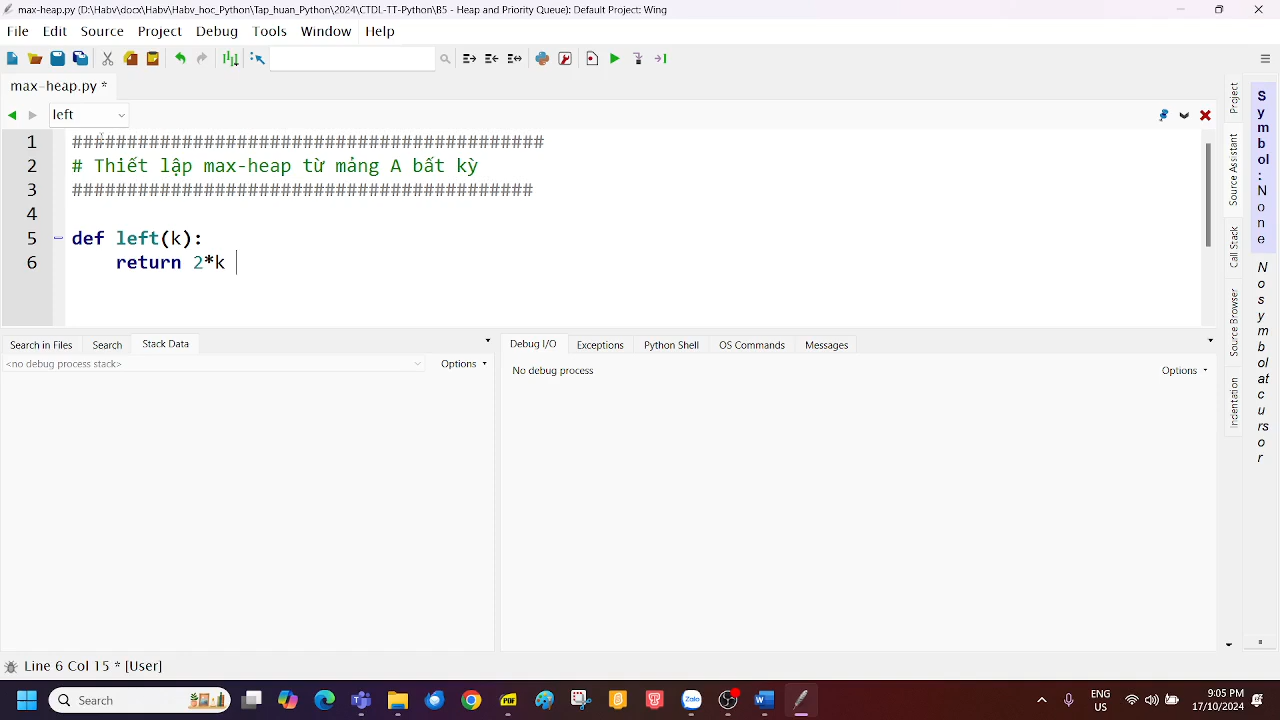 max-heap.py (D:\Habv\docx\Habv\Habv_hoc_Python\Tap_huan_Python\2024\CTDL-TT-Python\B5 - Heap and Priority Queue): Default Project: Wing
File Edit Source Project Debug Tools Window Help
max-heap.py *
left
1 ###########################################
2 # Thiết lập max-heap từ mảng A bất kỳ
3 ##########################################
4
5 def left(k):
6 return 2*k
Project
Source Assistant
Call Stack
Source Browser
Indentation
Symbol: None
No symbol at cursor
Search in Files Search Stack Data
<no debug process stack> Options
Debug I/O Exceptions Python Shell OS Commands Messages
No debug process Options
Line 6 Col 15 * [User]
Search
PDF
Zalo
ENG
US
9:05 PM
17/10/2024